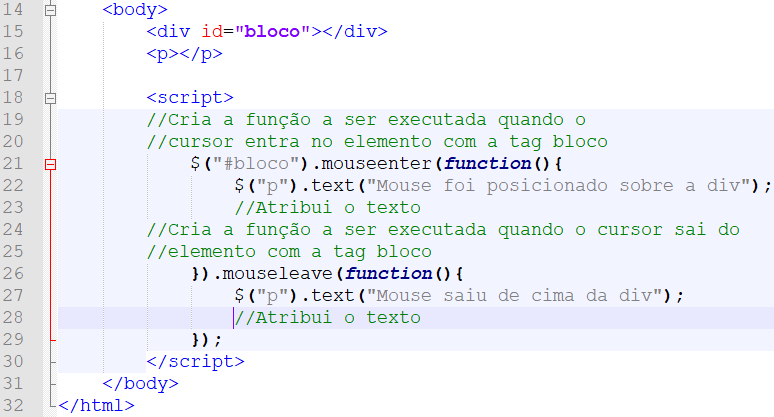 14 <body>
15 <div id="bloco"></div>
16 <p></p>
17
18 <script>
19 //Cria a função a ser executada quando o
20 //cursor entra no elemento com a tag bloco
21 $("#bloco").mouseenter(function(){
22 $("p").text("Mouse foi posicionado sobre a div");
23 //Atribui o texto
24 //Cria a função a ser executada quando o cursor sai do
25 //elemento com a tag bloco
26 }).mouseleave(function(){
27 $("p").text("Mouse saiu de cima da div");
28 //Atribui o texto
29 });
30 </script>
31 </body>
32 </html>